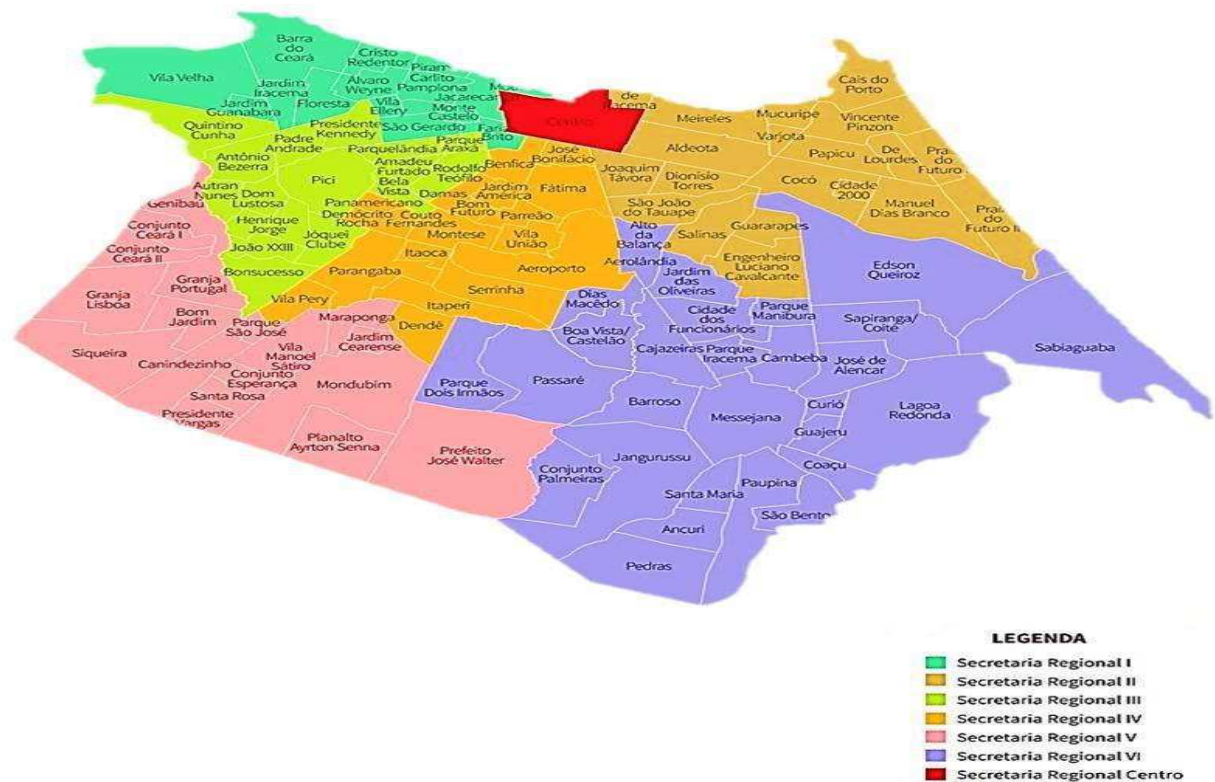 Barra
do
Ceará
Vila Velha
Cristo
Redentor
Piram
Carlito
Pamplona
Álvaro
Weyne
Jardim
Iracema
Jacarecanga
Jardim
Guanabara
Floresta
Vila
Ellery
Monte
Castelo
São Gerardo
Farias
Brito
Presidente
Kennedy
Quintino
Cunha
Padre
Andrade
Parquelândia
Parque
Araxá
Antônio
Bezerra
Pici
Amadeu
Furtado
Rodolfo
Teófilo
Bela
Vista
Autran
Nunes
Dom
Lustosa
Henrique
Jorge
Panamericano
Demócrito
Rocha
Couto
Fernandes
Jóquei
Clube
João XXIII
Bonsucesso
Centro
de
Iracema
Meireles
Mucuripe
Cais do
Porto
Vincente
Pinzon
Varjota
Aldeota
Papicu
De
Lourdes
Prai
do
Futuro
José
Bonifácio
Joaquim
Távora
Dionísio
Torres
Cocó
Cidade
2000
Manuel
Dias Branco
Prai
do
Futuro II
São João
do Tauape
Salinas
Guararapes
Engenheiro
Luciano
Cavalcante
Benfica
Fátima
Damas
Jardim
América
Bom
Futuro
Parreão
Montese
Vila
União
Itaoca
Aeroporto
Parangaba
Serrinha
Vila Pery
Itaperi
Dendê
Genibaú
Conjunto
Ceará I
Conjunto
Ceará II
Granja
Portugal
Granja
Lisboa
Bom
Jardim
Parque
São José
Maraponga
Jardim
Cearense
Siqueira
Canindezinho
Vila
Manoel
Sátiro
Conjunto
Esperança
Mondubim
Santa Rosa
Presidente
Vargas
Planalto
Ayrton Senna
Prefeito
José Walter
Alto
da
Balança
Aerolândia
Jardim
das
Oliveiras
Edson
Queiroz
Dias
Macêdo
Cidade
dos
Funcionários
Parque
Manibura
Sapiranga/
Coité
Sabiaguaba
Boa Vista/
Castelão
Cajazeiras
Parque
Iracema
Cambeba
José de
Alencar
Parque
Dois Irmãos
Passaré
Barroso
Messejana
Curió
Lagoa
Redonda
Guajeru
Jangurussu
Coaçu
Conjunto
Palmeiras
Santa Maria
Paupina
São Bento
Ancuri
Pedras
LEGENDA
Secretaria Regional I
Secretaria Regional II
Secretaria Regional III
Secretaria Regional IV
Secretaria Regional V
Secretaria Regional VI
Secretaria Regional Centro